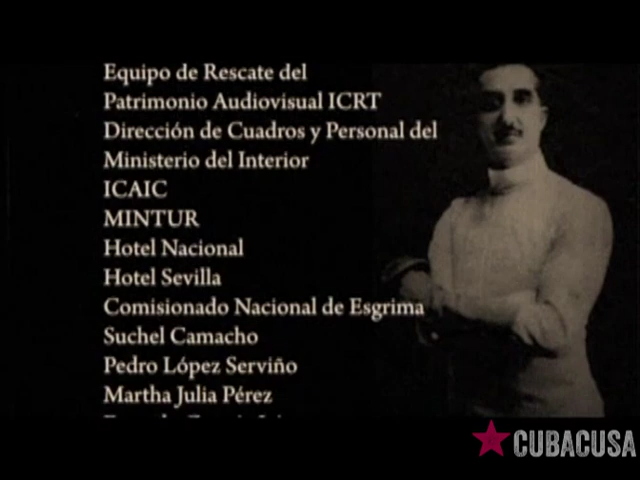 Equipo de Rescate del
Patrimonio Audiovisual ICRT
Dirección de Cuadros y Personal del
Ministerio del Interior
ICAIC
MINTUR
Hotel Nacional
Hotel Sevilla
Comisionado Nacional de Esgrima
Suchel Camacho
Pedro López Serviño
Martha Julia Pérez
CUBACUSA